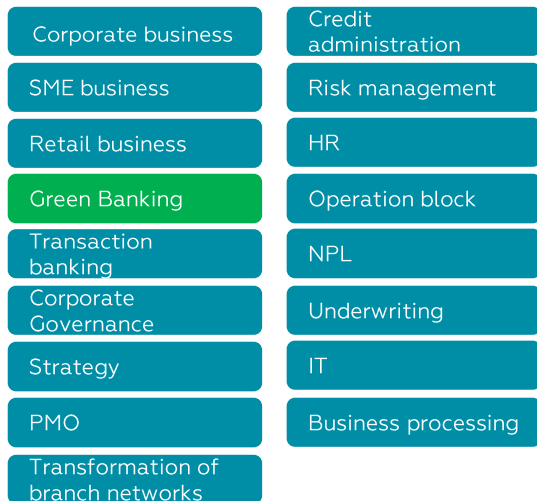 Corporate business
SME business
Retail business
Green Banking
Transaction
banking
Corporate
Governance
Strategy
PMO
Transformation of
branch networks
Credit
administration
Risk management
HR
Operation block
NPL
Underwriting
IT
Business processing